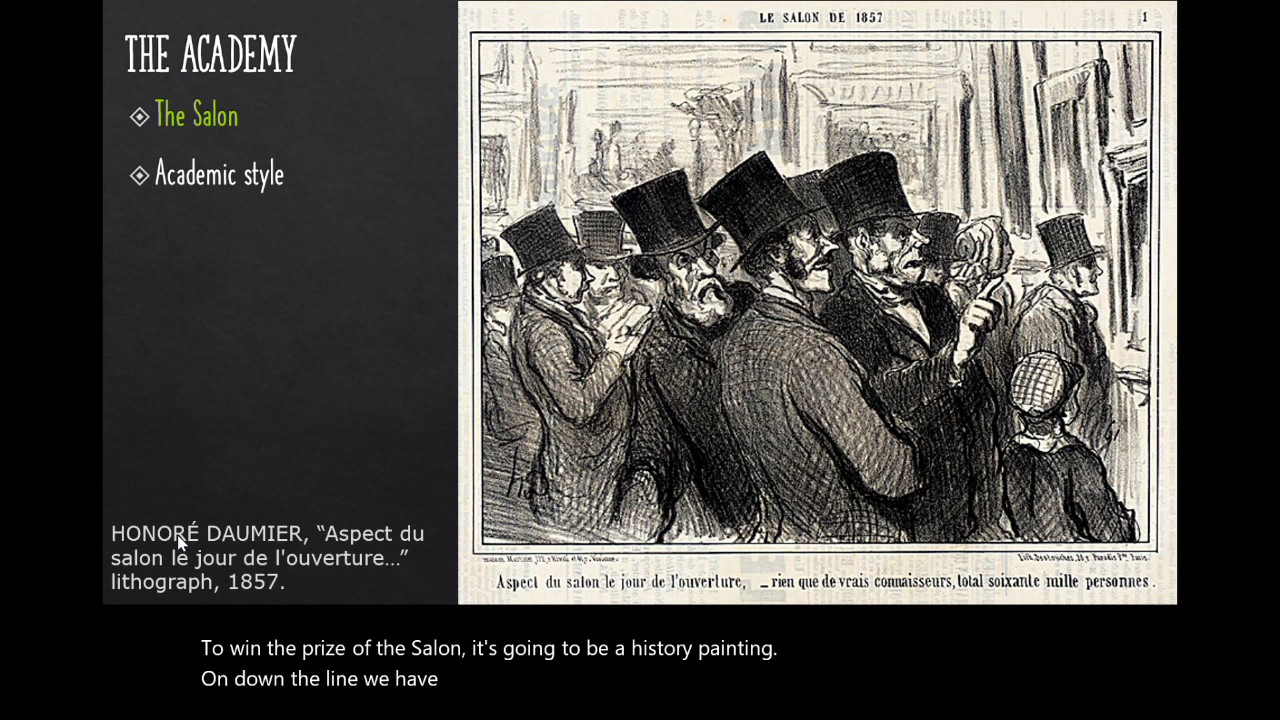 THE ACADEMY
The Salon
Academic style
HONORÉ DAUMIER, “Aspect du
salon le jour de l'ouverture...”
lithograph, 1857.
LE SALON DE 1857
1
Aspect du salon le jour de l'ouverture, _ rien que de vrais connaisseurs, total soixante mille personnes.
To win the prize of the Salon, it's going to be a history painting.
On down the line we have